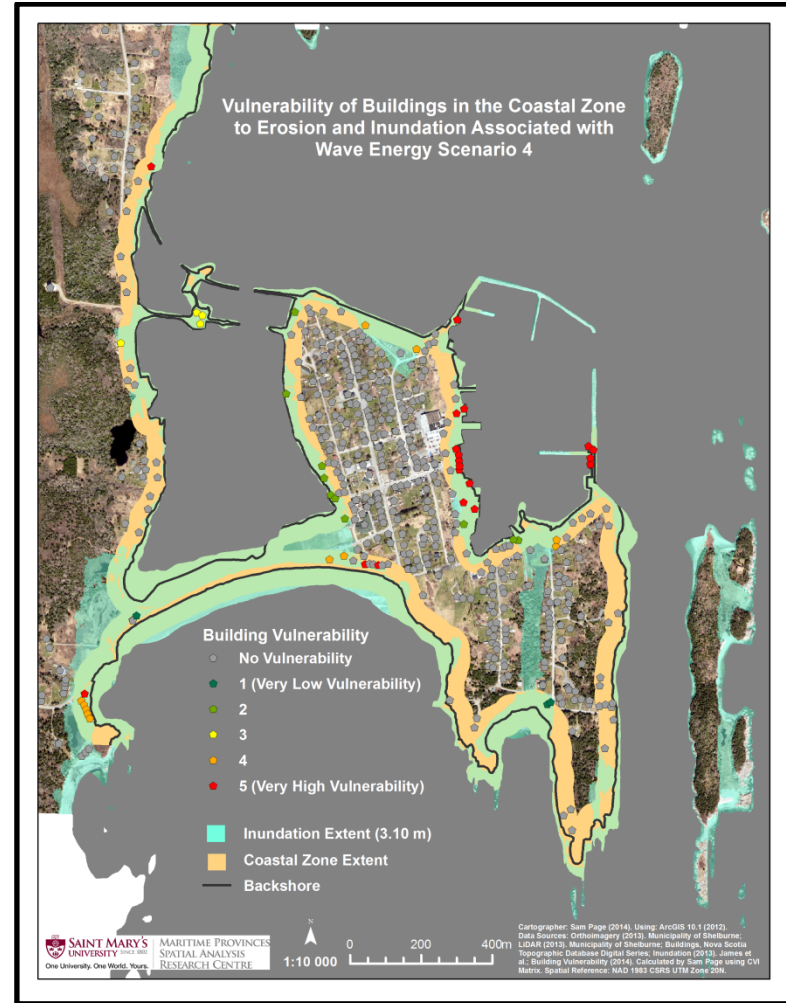 Vulnerability of Buildings in the Coastal Zone
to Erosion and Inundation Associated with
Wave Energy Scenario 4
Building Vulnerability
No Vulnerability
1 (Very Low Vulnerability)
2
3
4
5 (Very High Vulnerability)
Inundation Extent (3.10 m)
Coastal Zone Extent
Backshore
SAINT MARY'S
UNIVERSITY SINCE 1802
One University. One World. Yours.
MARITIME PROVINCES
SPATIAL ANALYSIS
RESEARCH CENTRE
N
1:10 000
0 200 400m
Cartographer: Sam Page (2014). Using: ArcGIS 10.1 (2012).
Data Sources: Orthoimagery (2013). Municipality of Shelburne;
LiDAR (2013). Municipality of Shelburne; Buildings, Nova Scotia
Topographic Database Digital Series; Inundation (2013). James et
al.; Building Vulnerability (2014). Calculated by Sam Page using CVI
Matrix. Spatial Reference: NAD 1983 CSRS UTM Zone 20N.